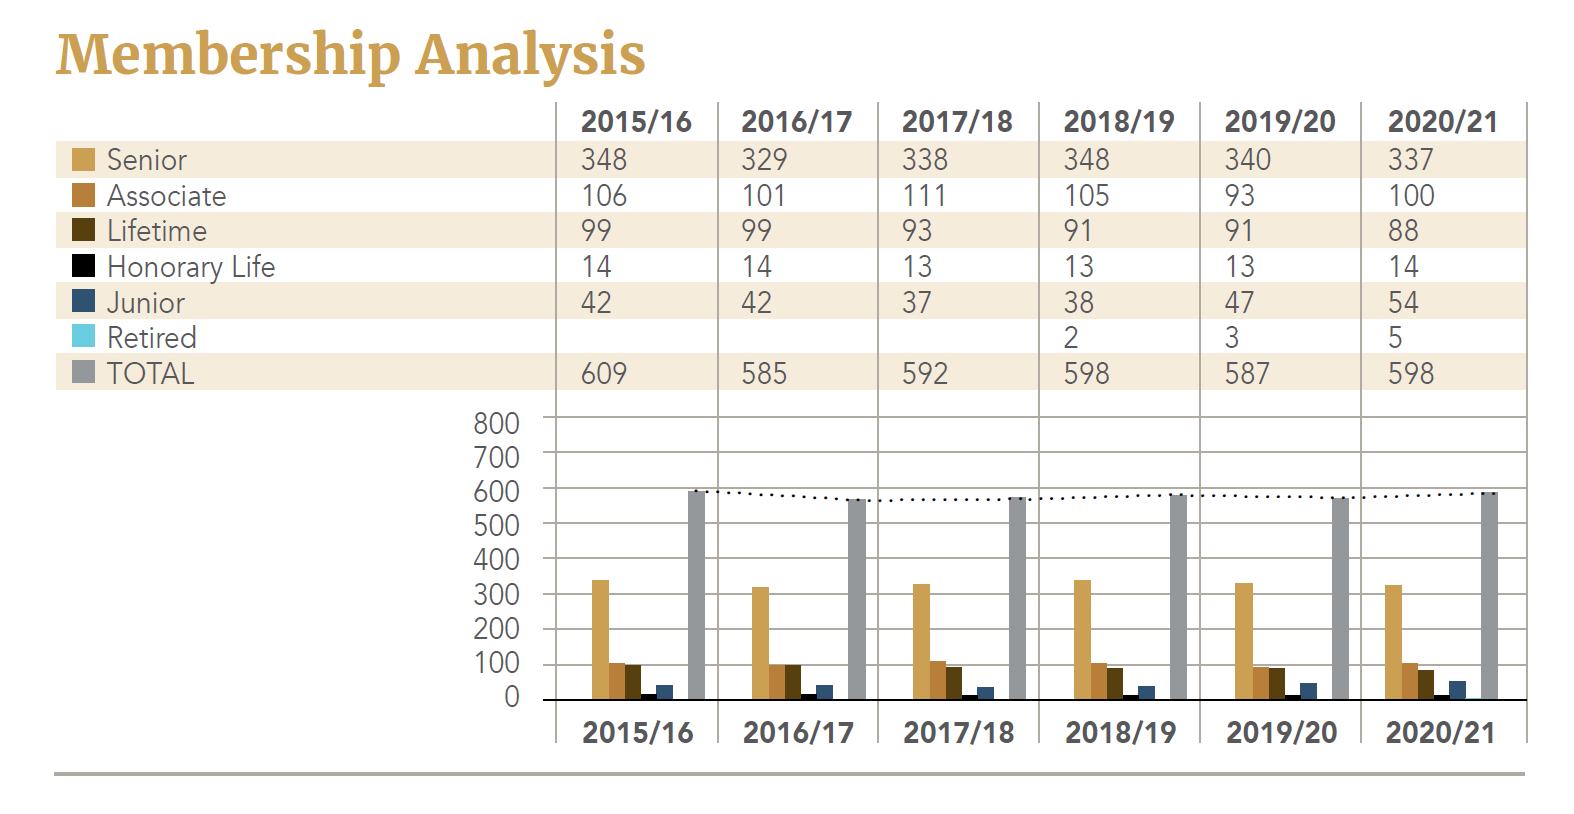 Membership Analysis
2015/16 2016/17 2017/18 2018/19 2019/20 2020/21
Senior 348 329 338 348 340 337
Associate 106 101 111 105 93 100
Lifetime 99 99 93 91 91 88
Honorary Life 14 14 13 13 13 14
Junior 42 42 37 38 47 54
Retired 2 3 5
TOTAL 609 585 592 598 587 598
800
700
600
500
400
300
200
100
0
2015/16 2016/17 2017/18 2018/19 2019/20 2020/21